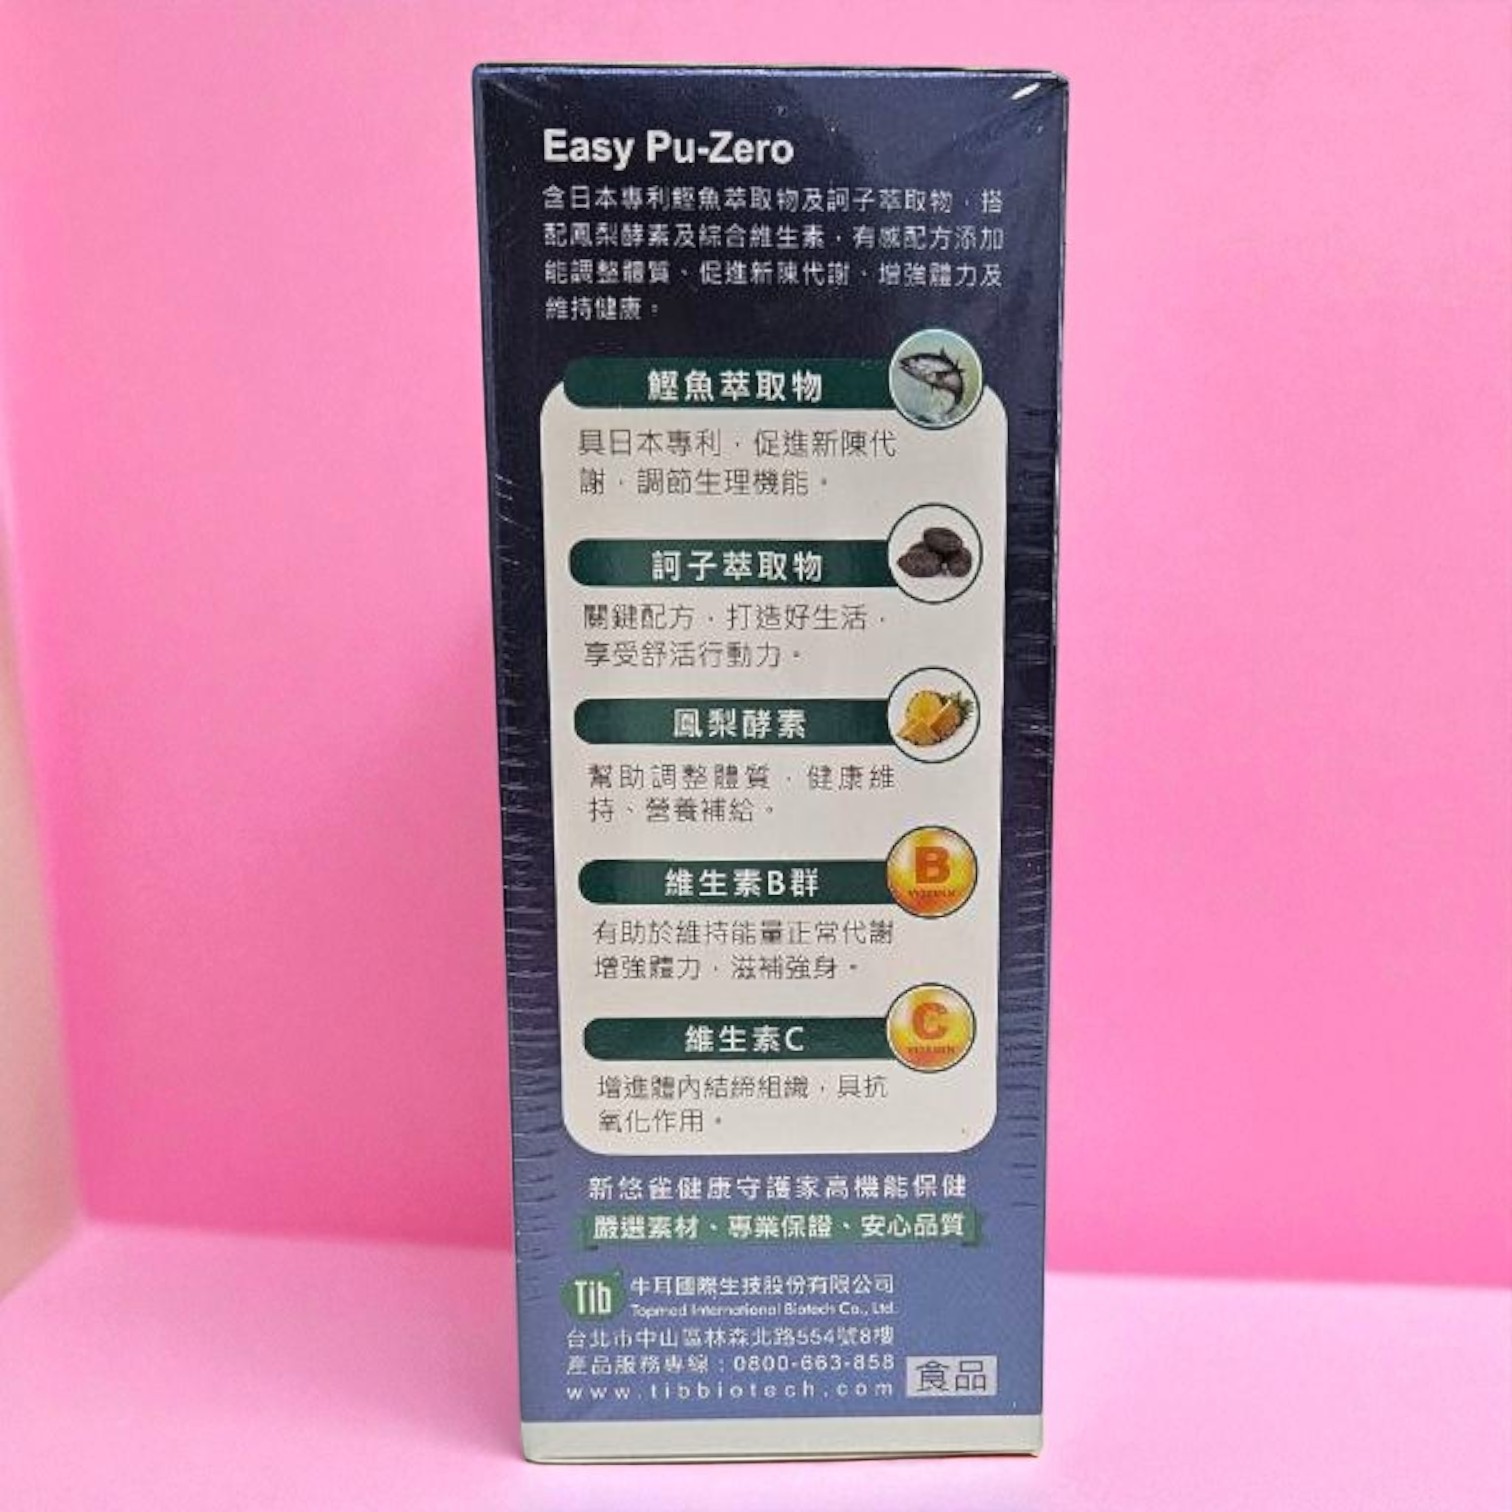 Easy Pu-Zero
含日本專利鰹魚萃取物及訶子萃取物，搭
配鳳梨酵素及綜合維生素，有感配方添加
能調整體質、促進新陳代謝、增強體力及
維持健康。
鰹魚萃取物
具日本專利，促進新陳代
謝，調節生理機能。
訶子萃取物
關鍵配方，打造好生活，
享受舒活行動力。
鳳梨酵素
幫助調整體質，健康維
持、營養補給。
維生素B群
B
有助於維持能量正常代謝
增強體力，滋補強身。
維生素C
C
增進體內結締組織，具抗
氧化作用。
新悠雀健康守護家高機能保健
嚴選素材、專業保證、安心品質
Tib
牛耳國際生技股份有限公司
Topmed International Biotech Co., Ltd.
台北市中山區林森北路554號8樓
產品服務專線：0800-663-858
www.tibbiotech.com
食品